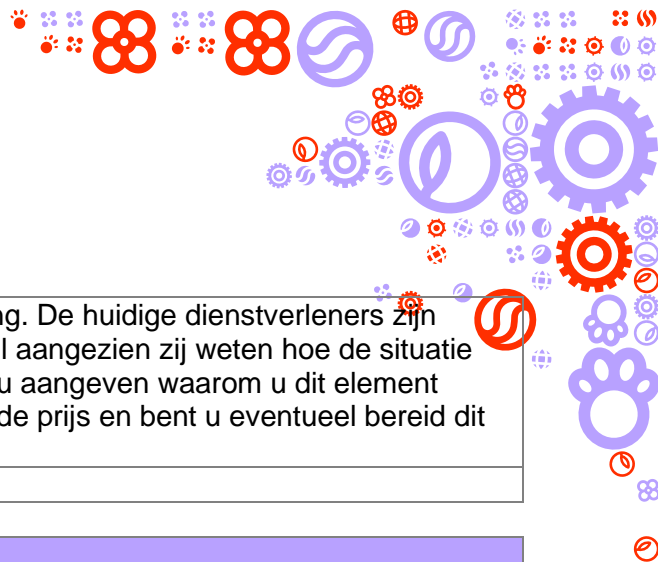 ng. De huidige dienstverleners zijn
l aangezien zij weten hoe de situatie
u aangeven waarom u dit element
de prijs en bent u eventueel bereid dit